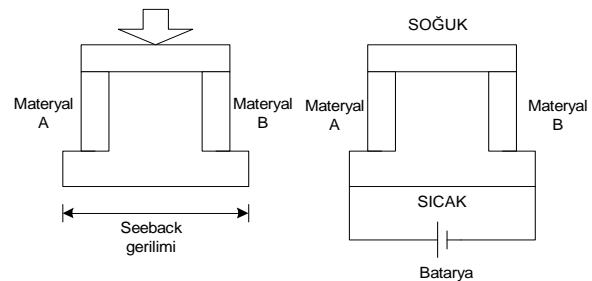 Materyal
A
Materyal
B
Seeback
gerilimi
SOĞUK
Materyal
A
Materyal
B
SICAK
Batarya